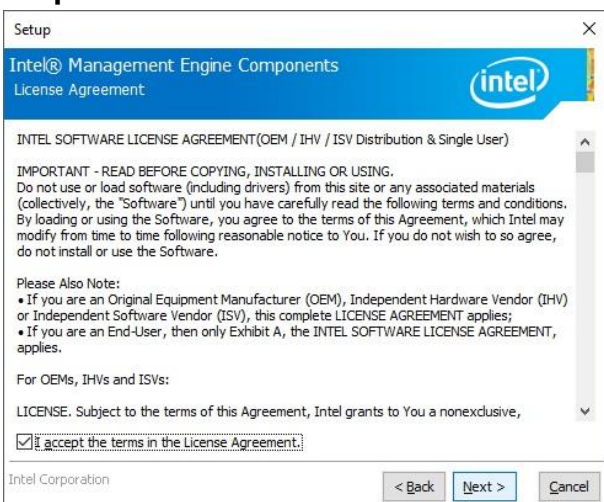 Setup
Intel® Management Engine Components
License Agreement
intel
INTEL SOFTWARE LICENSE AGREEMENT(OEM / IHV / ISV Distribution & Single User)
IMPORTANT - READ BEFORE COPYING, INSTALLING OR USING.
Do not use or load software (including drivers) from this site or any associated materials
(collectively, the "Software") until you have carefully read the following terms and conditions.
By loading or using the Software, you agree to the terms of this Agreement, which Intel may
modify from time to time following reasonable notice to You. If you do not wish to so agree,
do not install or use the Software.
Please Also Note:
• If you are an Original Equipment Manufacturer (OEM), Independent Hardware Vendor (IHV)
or Independent Software Vendor (ISV), this complete LICENSE AGREEMENT applies;
• If you are an End-User, then only Exhibit A, the INTEL SOFTWARE LICENSE AGREEMENT,
applies.
For OEMs, IHVs and ISVs:
LICENSE. Subject to the terms of this Agreement, Intel grants to You a nonexclusive,
I accept the terms in the License Agreement.
Intel Corporation
< Back Next > Cancel